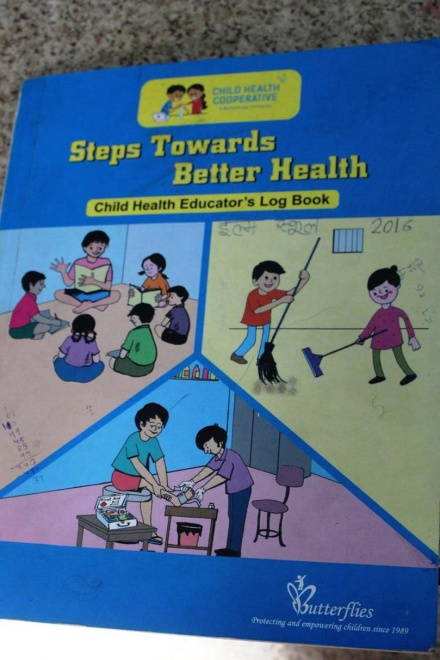 CHILD HEALTH
COOPERATIVE
Steps Towards
Better Health
Child Health Educator's Log Book
2016
Butterflies
Protecting and empowering children since 1989